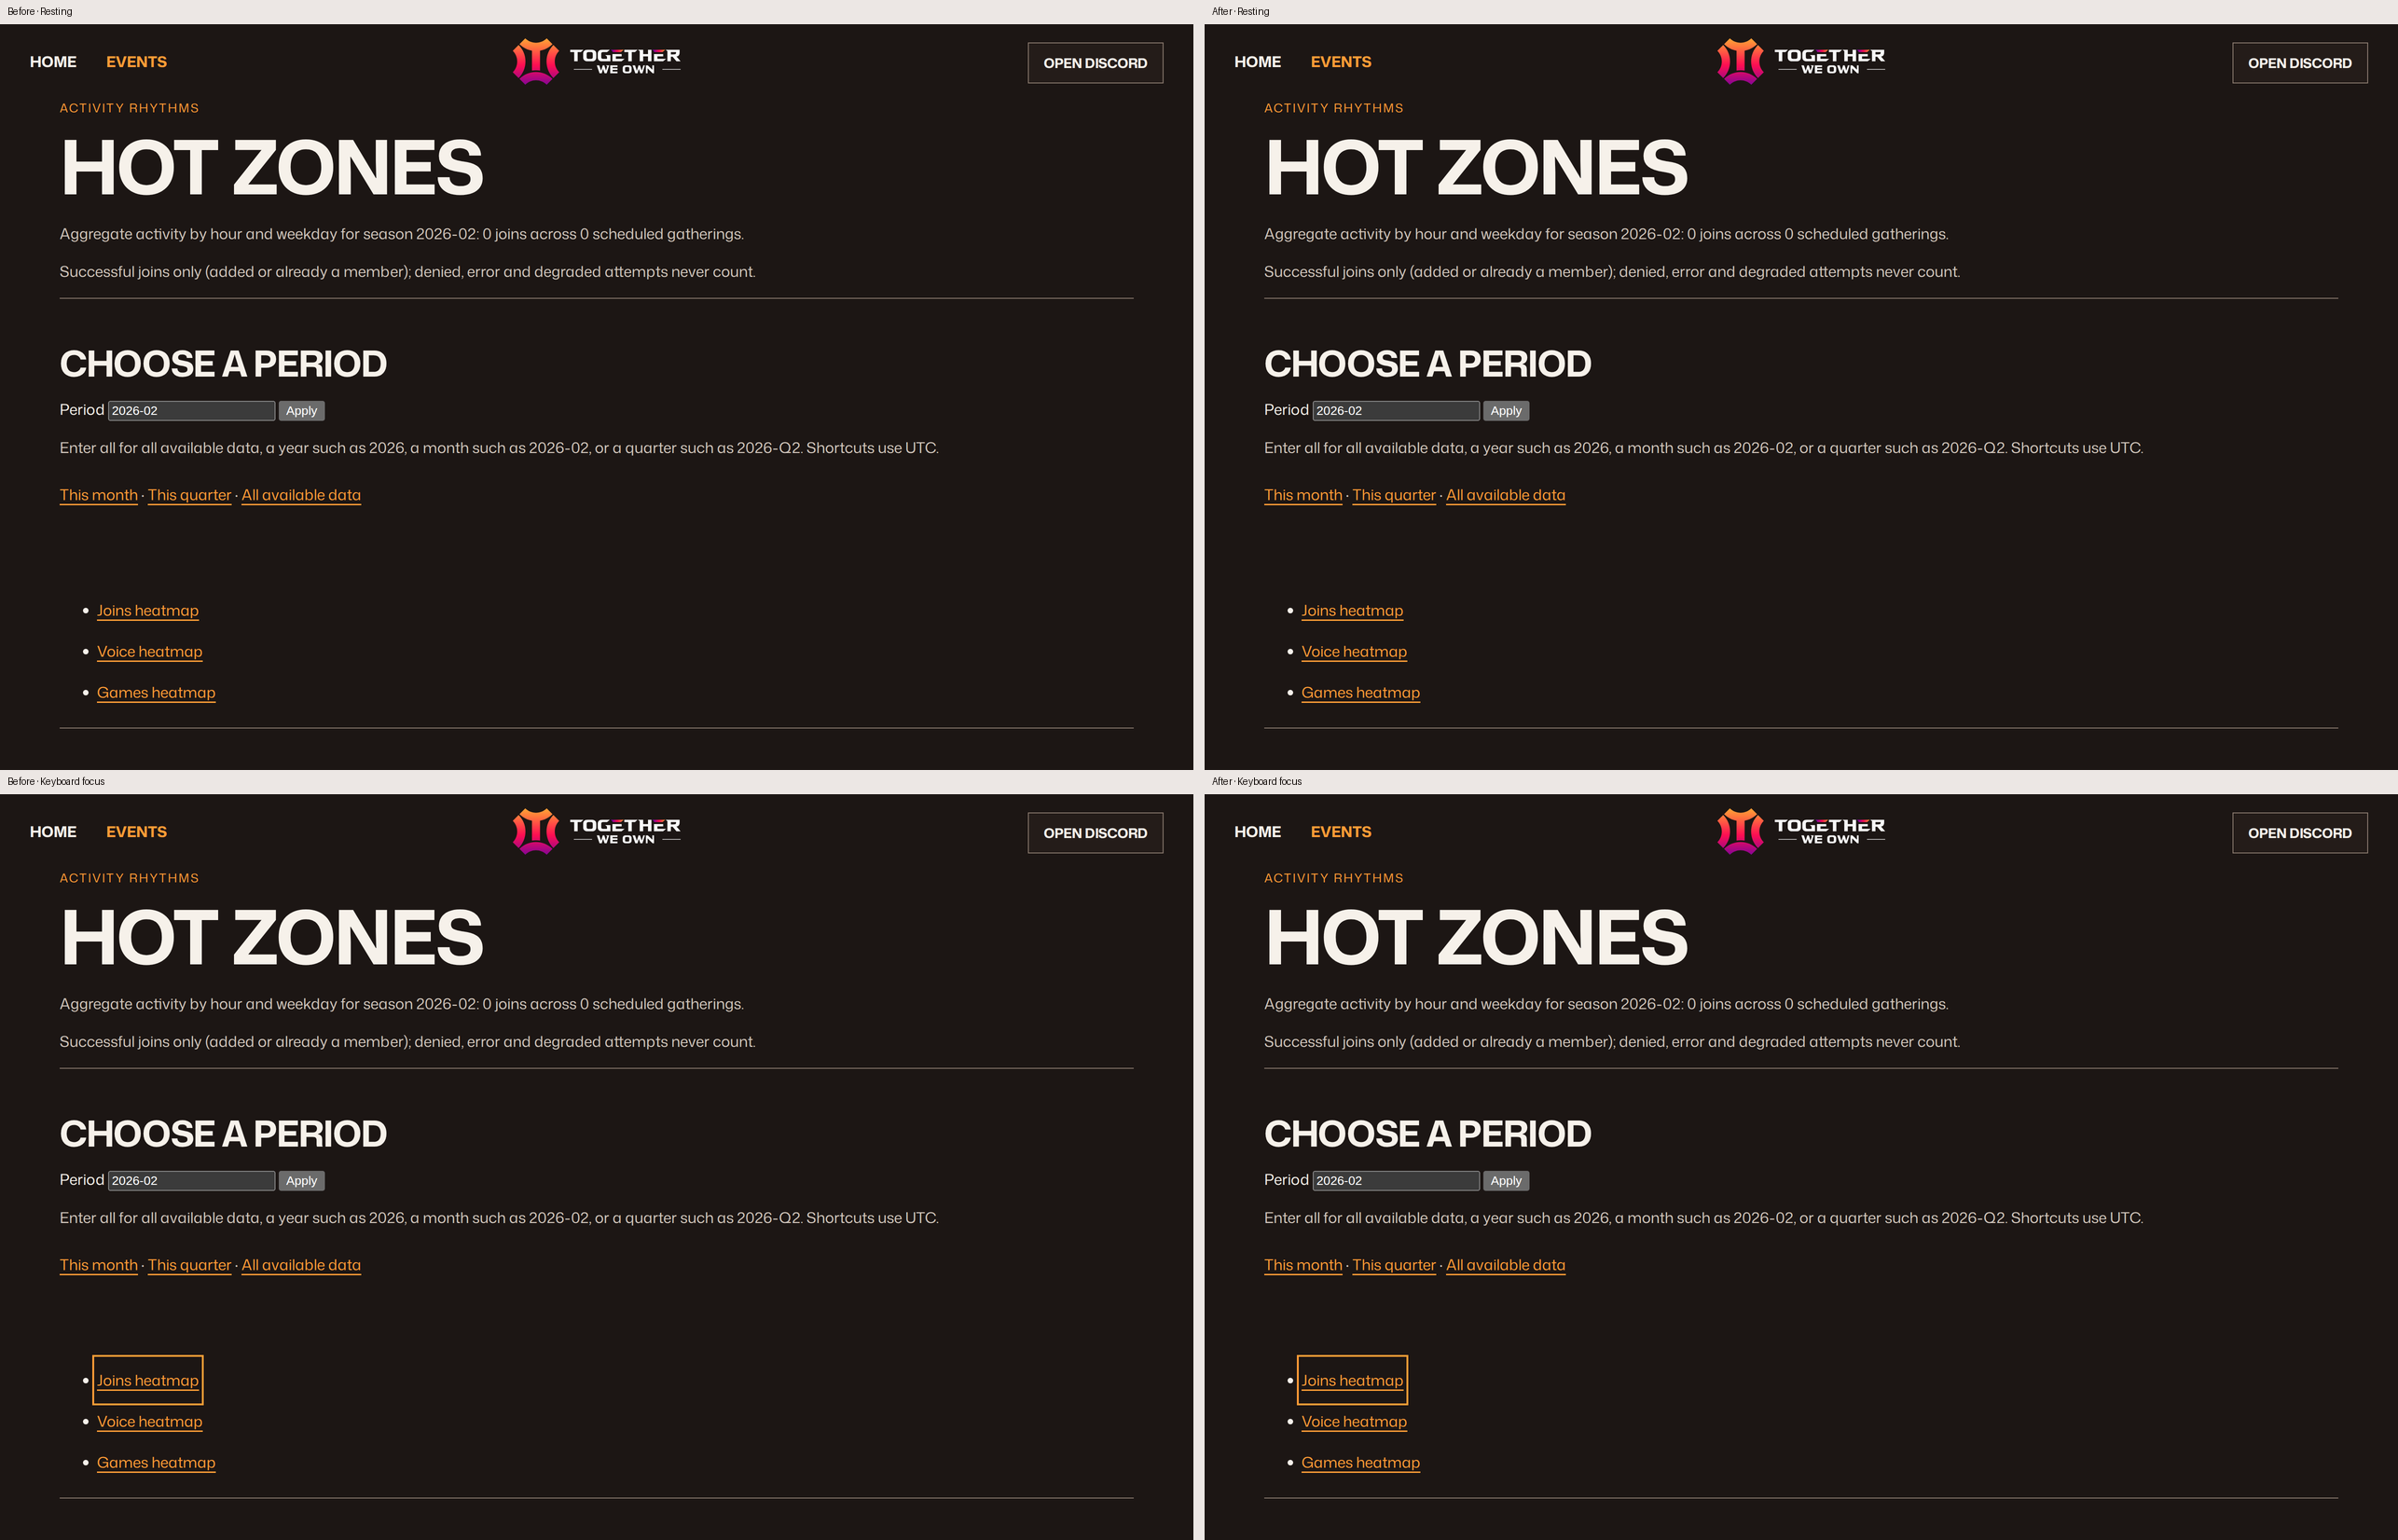 Before · Resting
HOME EVENTS TOGETHER WE OWN OPEN DISCORD
ACTIVITY RHYTHMS
HOT ZONES
Aggregate activity by hour and weekday for season 2026-02: 0 joins across 0 scheduled gatherings.
Successful joins only (added or already a member); denied, error and degraded attempts never count.
CHOOSE A PERIOD
Period 2026-02 Apply
Enter all for all available data, a year such as 2026, a month such as 2026-02, or a quarter such as 2026-Q2. Shortcuts use UTC.
This month · This quarter · All available data
• Joins heatmap
• Voice heatmap
• Games heatmap
After · Resting
HOME EVENTS TOGETHER WE OWN OPEN DISCORD
ACTIVITY RHYTHMS
HOT ZONES
Aggregate activity by hour and weekday for season 2026-02: 0 joins across 0 scheduled gatherings.
Successful joins only (added or already a member); denied, error and degraded attempts never count.
CHOOSE A PERIOD
Period 2026-02 Apply
Enter all for all available data, a year such as 2026, a month such as 2026-02, or a quarter such as 2026-Q2. Shortcuts use UTC.
This month · This quarter · All available data
• Joins heatmap
• Voice heatmap
• Games heatmap
Before · Keyboard focus
HOME EVENTS TOGETHER WE OWN OPEN DISCORD
ACTIVITY RHYTHMS
HOT ZONES
Aggregate activity by hour and weekday for season 2026-02: 0 joins across 0 scheduled gatherings.
Successful joins only (added or already a member); denied, error and degraded attempts never count.
CHOOSE A PERIOD
Period 2026-02 Apply
Enter all for all available data, a year such as 2026, a month such as 2026-02, or a quarter such as 2026-Q2. Shortcuts use UTC.
This month · This quarter · All available data
• Joins heatmap
• Voice heatmap
• Games heatmap
After · Keyboard focus
HOME EVENTS TOGETHER WE OWN OPEN DISCORD
ACTIVITY RHYTHMS
HOT ZONES
Aggregate activity by hour and weekday for season 2026-02: 0 joins across 0 scheduled gatherings.
Successful joins only (added or already a member); denied, error and degraded attempts never count.
CHOOSE A PERIOD
Period 2026-02 Apply
Enter all for all available data, a year such as 2026, a month such as 2026-02, or a quarter such as 2026-Q2. Shortcuts use UTC.
This month · This quarter · All available data
• Joins heatmap
• Voice heatmap
• Games heatmap